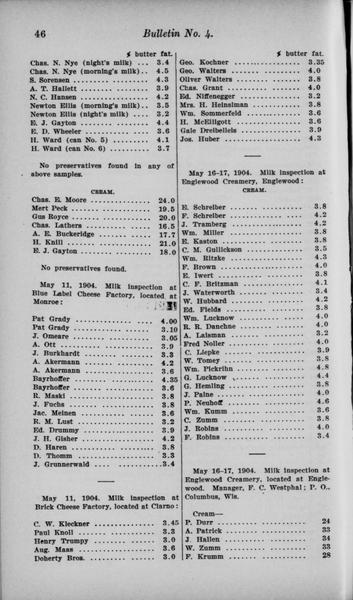 46 Bulletin No. 4.
% butter fat.
Chas. N. Nye (night's milk) ... 3.4
Chas. N. Nye (morning's milk).. 4.5
S. Sorensen ................... 4.3
A. T. Hallett ................. 3.9
N. C. Hansen .................. 4.2
Newton Ellis (morning's milk).. 3.5
Newton Ellis (night's milk) ... 3.2
E. J. Gayton .................. 4.4
E. D. Wheeler ................. 3.6
H. Ward (can No. 5) ........... 4.1
H. Ward (can No. 6) ........... 3.7
No preservatives found in any of
above samples.
CREAM.
Chas. E. Moore ................ 24.0
Mert Peck ..................... 19.5
Gus Royce ..................... 20.0
Chas. Lathers ................. 16.5
A. E. Buckeridge .............. 17.7
H. Knill ...................... 21.0
E. J. Gayton .................. 18.0
No preservatives found.
May 11, 1904. Milk inspection at
Blue Label Cheese Factory, located at
Monroe:
Pat Grady ..................... 4.00
Pat Grady ..................... 3.10
J. Omeare ..................... 3.05
A. Ott ........................ 3.9
J. Burkhardt .................. 3.3
A. Akermann ................... 4.2
A. Akermann ................... 3.6
Bayrhoffer .................... 4.35
Bayrhoffer .................... 3.6
R. Maski ...................... 3.8
J. Fuchs ...................... 3.8
Jac. Meinen ................... 3.6
R. M. Lust .................... 3.2
Ed. Drummy .................... 3.9
J. H. Gisher .................. 4.2
D. Haren ...................... 3.8
D. Thomm ...................... 3.3
J. Grunnerwald ................ 3.4
May 11, 1904. Milk inspection at
Brick Cheese Factory, located at Clarno:
C. W. Kleckner ................ 3.45
Paul Knoll .................... 3.3
Henry Trumpy .................. 3.0
Aug. Maas ..................... 3.6
Doherty Bros. ................. 3.0
% butter fat.
Geo. Kochner .................. 3.35
Geo. Walters .................. 4.0
Oliver Walters ................ 3.8
Chas. Grant ................... 4.0
Ed. Niffenegger ............... 3.2
Mrs. H. Heinsiman ............. 3.8
Wm. Sommerfeld ................ 3.6
H. McElligott ................. 3.6
Gale Dreibelleis .............. 3.9
Jos. Huber .................... 4.3
May 16-17, 1904. Milk inspection at
Englewood Creamery, Englewood:
CREAM.
E. Schreiber .................. 3.8
F. Schreiber .................. 4.2
J. Tramberg ................... 4.2
Wm. Miller .................... 3.8
E. Kaston ..................... 3.8
C. M. Gullickson .............. 3.5
Wm. Ritzke .................... 4.3
F. Brown ...................... 4.0
E. Iwert ...................... 3.8
C. F. Britzman ................ 4.1
J. Waterworth ................. 3.4
W. Hubbard .................... 4.2
Ed. Fields .................... 3.8
Wm. Lucknow ................... 4.0
R. R. Danchne ................. 4.0
A. Laisman .................... 3.2
Fred Noller ................... 4.0
C. Liepke ..................... 3.9
W. Tomey ...................... 3.8
Wm. Pickrihn .................. 4.8
G. Lucknow .................... 4.4
G. Hemling .................... 3.8
J. Paine ...................... 4.0
P. Neuhoff .................... 4.6
Wm. Kumm ...................... 3.6
C. Zumm ....................... 3.8
J. Robins ..................... 4.0
F. Robins ..................... 3.4
May 16-17, 1904. Milk inspection at
Englewood Creamery, located at Engle-
wood. Manager, F. C. Westphal; P. O.,
Columbus, Wis.
Cream—
P. Durr ....................... 24
A. Patrick .................... 33
J. Hallen ..................... 34
W. Zumm ....................... 33
F. Krumm ...................... 28